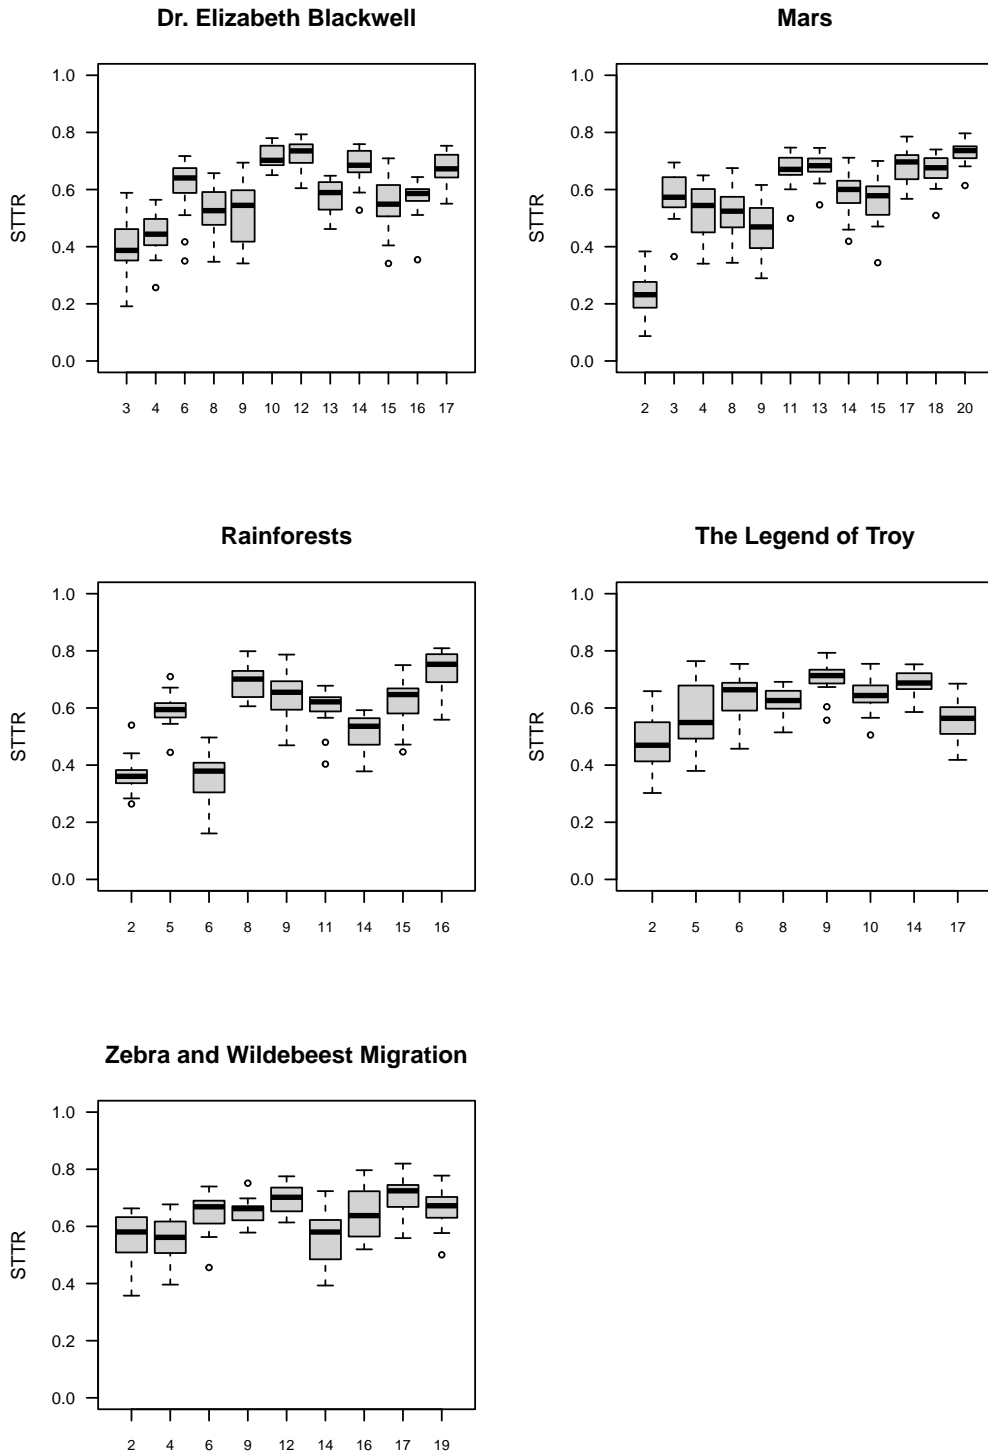 Dr. Elizabeth Blackwell
STTR
1.0
0.8
0.6
0.4
0.2
0.0
3 4 6 8 9 10 12 13 14 15 16 17
Mars
STTR
1.0
0.8
0.6
0.4
0.2
0.0
2 3 4 8 9 11 13 14 15 17 18 20
Rainforests
STTR
1.0
0.8
0.6
0.4
0.2
0.0
2 5 6 8 9 11 14 15 16
The Legend of Troy
STTR
1.0
0.8
0.6
0.4
0.2
0.0
2 5 6 8 9 10 14 17
Zebra and Wildebeest Migration
STTR
1.0
0.8
0.6
0.4
0.2
0.0
2 4 6 9 12 14 16 17 19